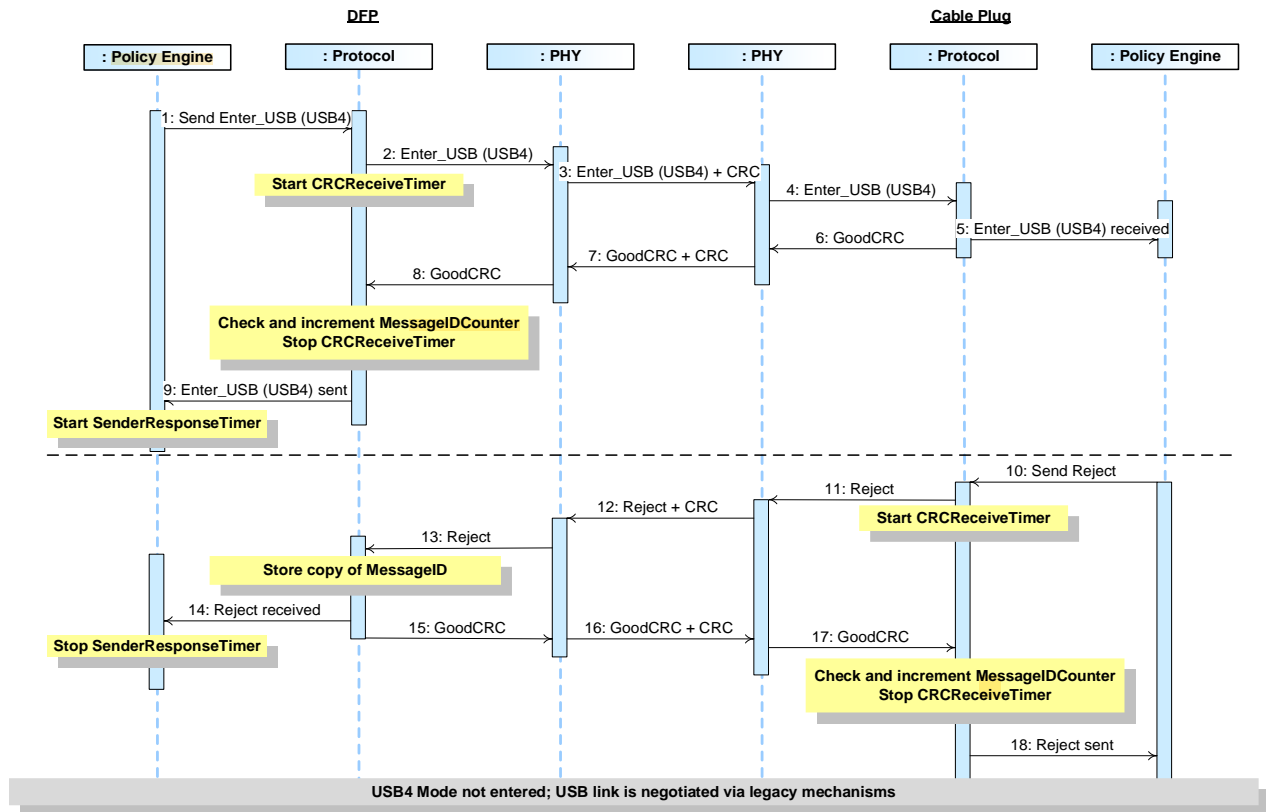 DFP
Cable Plug
: Policy Engine
: Protocol
: PHY
: PHY
: Protocol
: Policy Engine
1: Send Enter_USB (USB4)
2: Enter_USB (USB4)
Start CRCReceiveTimer
3: Enter_USB (USB4) + CRC
4: Enter_USB (USB4)
5: Enter_USB (USB4) received
6: GoodCRC
7: GoodCRC + CRC
8: GoodCRC
Check and increment MessageIDCounter
Stop CRCReceiveTimer
9: Enter_USB (USB4) sent
Start SenderResponseTimer
10: Send Reject
11: Reject
Start CRCReceiveTimer
12: Reject + CRC
13: Reject
Store copy of MessageID
14: Reject received
Stop SenderResponseTimer
15: GoodCRC
16: GoodCRC + CRC
17: GoodCRC
Check and increment MessageIDCounter
Stop CRCReceiveTimer
18: Reject sent
USB4 Mode not entered; USB link is negotiated via legacy mechanisms